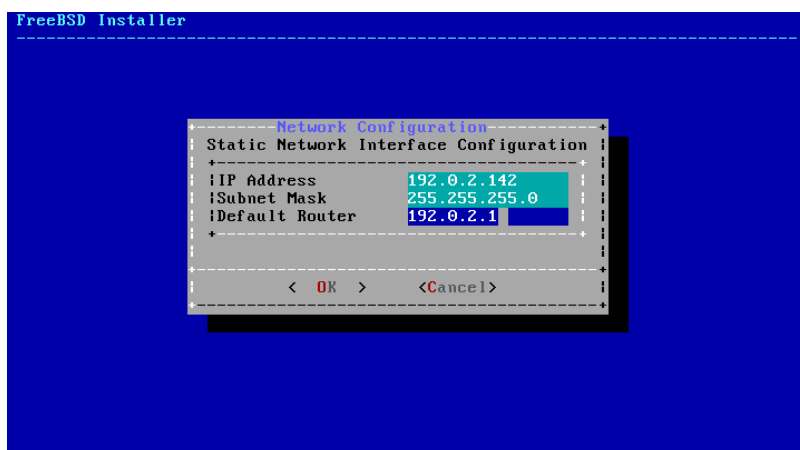 FreeBSD Installer
Network Configuration
Static Network Interface Configuration
IP Address 192.0.2.142
Subnet Mask 255.255.255.0
Default Router 192.0.2.1
< OK > <Cancel>